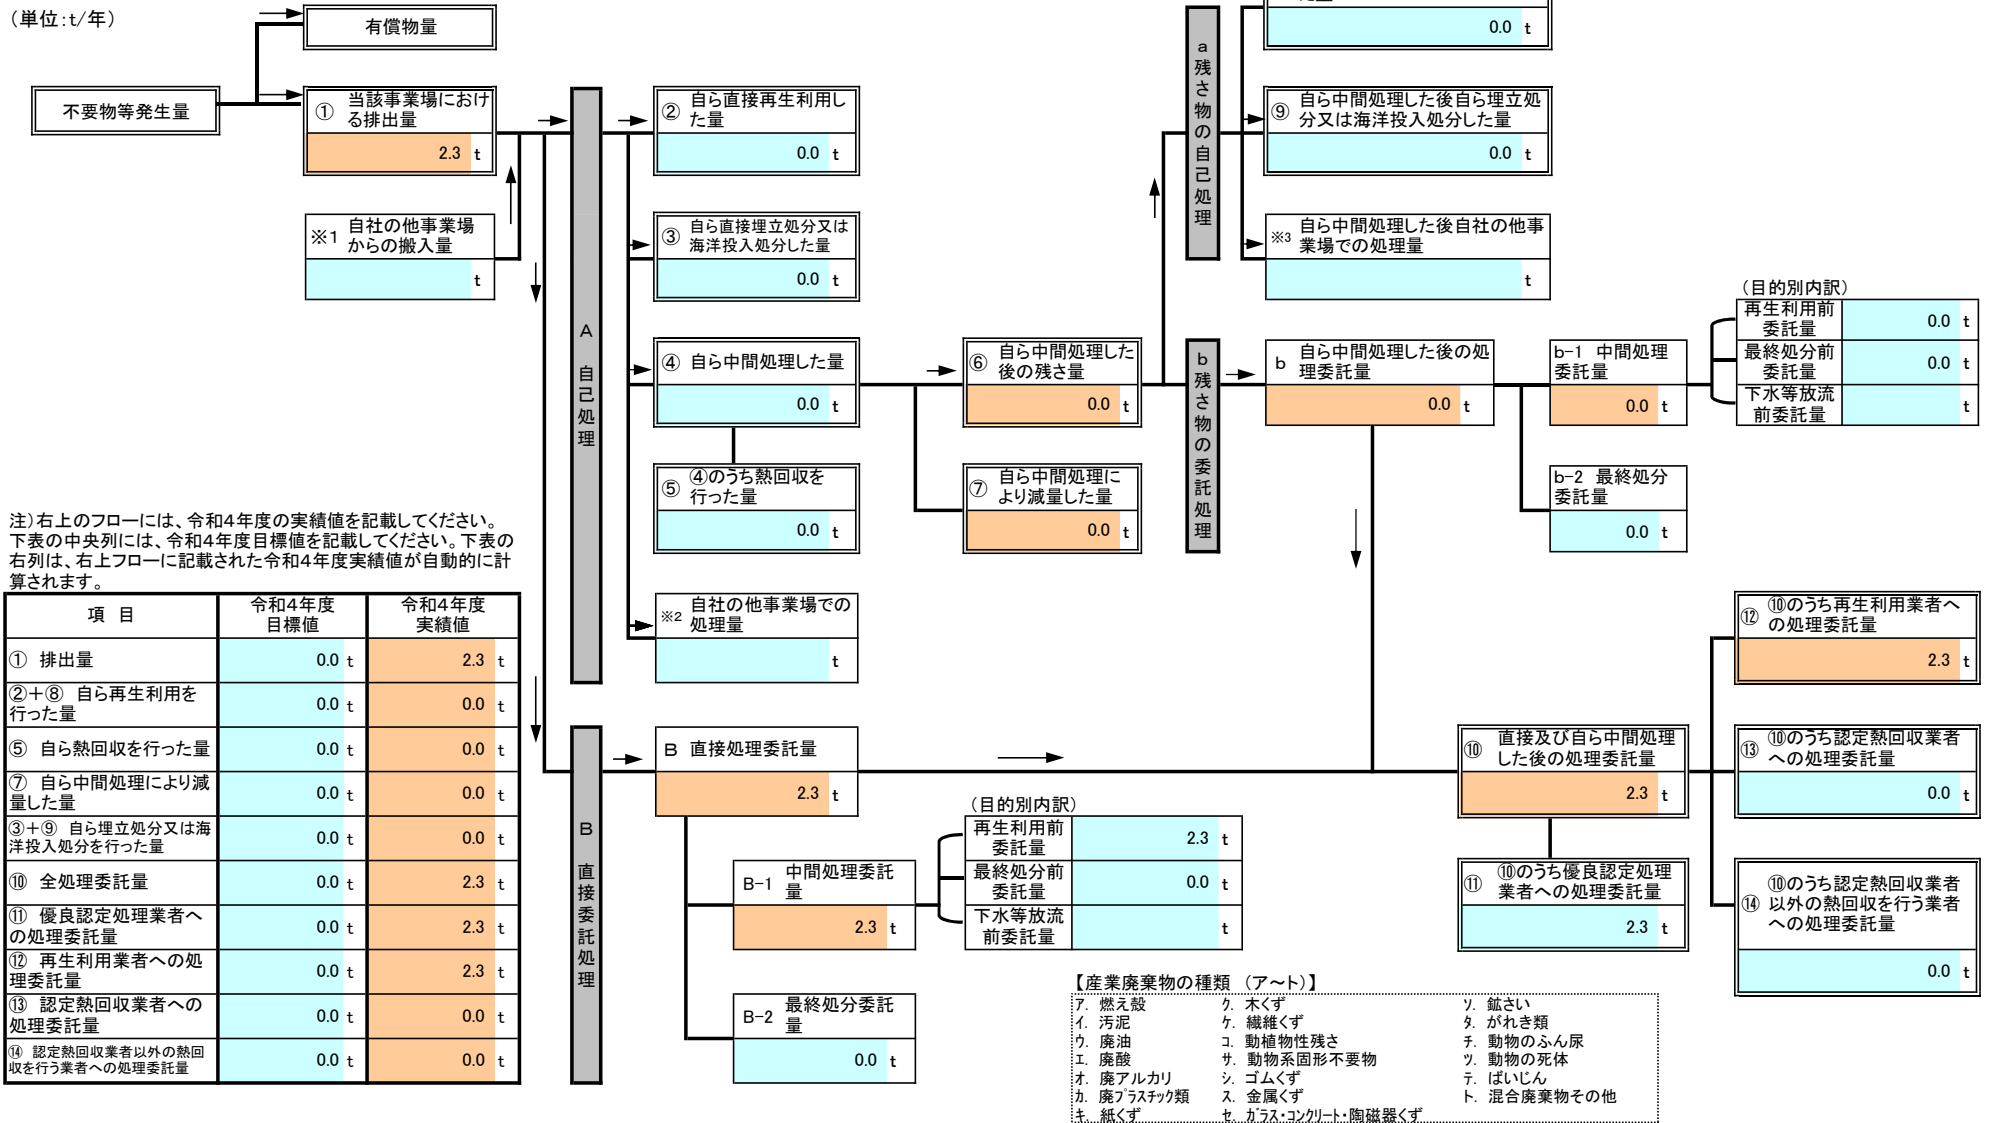 （単位：t/年）
有償物量
不要物等発生量
① 当該事業場におけ
る排出量
2.3 t
※1 自社の他事業場
からの搬入量
t
A 自己処理
② 自ら直接再生利用し
た量
0.0 t
③ 自ら直接埋立処分又は
海洋投入処分した量
0.0 t
④ 自ら中間処理した量
0.0 t
⑤ ④のうち熱回収を
行った量
0.0 t
※2 自社の他事業場での
処理量
t
⑥ 自ら中間処理した
後の残さ量
0.0 t
⑦ 自ら中間処理に
より減量した量
0.0 t
a残さ物の自己処理
0.0 t
⑨ 自ら中間処理した後自ら埋立処
分又は海洋投入処分した量
0.0 t
※3 自ら中間処理した後自社の他事
業場での処理量
t
b残さ物の委託処理
b 自ら中間処理した後の処
理委託量
0.0 t
b-1 中間処理
委託量
0.0 t
b-2 最終処分
委託量
0.0 t
（目的別内訳）
再生利用前
委託量
0.0 t
最終処分前
委託量
0.0 t
下水等放流
前委託量
t
注）右上のフローには、令和4年度の実績値を記載してください。
下表の中央列には、令和4年度目標値を記載してください。下表の
右列は、右上フローに記載された令和4年度実績値が自動的に計
算されます。
項 目 令和4年度 令和4年度
目標値 実績値
① 排出量 0.0 t 2.3 t
②＋⑧ 自ら再生利用を
行った量 0.0 t 0.0 t
⑤ 自ら熱回収を行った量 0.0 t 0.0 t
⑦ 自ら中間処理により減
量した量 0.0 t 0.0 t
③＋⑨ 自ら埋立処分又は海
洋投入処分を行った量 0.0 t 0.0 t
⑩ 全処理委託量 0.0 t 2.3 t
⑪ 優良認定処理業者へ
の処理委託量 0.0 t 2.3 t
⑫ 再生利用業者への処
理委託量 0.0 t 2.3 t
⑬ 認定熱回収業者への
処理委託量 0.0 t 0.0 t
⑭ 認定熱回収業者以外の熱回
収を行う業者への処理委託量 0.0 t 0.0 t
B 直接委託処理
B 直接処理委託量
2.3 t
B-1 中間処理委託
量
2.3 t
B-2 最終処分委託
量
0.0 t
（目的別内訳）
再生利用前
委託量
2.3 t
最終処分前
委託量
0.0 t
下水等放流
前委託量
t
⑩ 直接及び自ら中間処理
した後の処理委託量
2.3 t
⑪ ⑩のうち優良認定処理
業者への処理委託量
2.3 t
⑫ ⑩のうち再生利用業者へ
の処理委託量
2.3 t
⑬ ⑩のうち認定熱回収業者
への処理委託量
0.0 t
⑭ ⑩のうち認定熱回収業者
以外の熱回収を行う業者
への処理委託量
0.0 t
【産業廃棄物の種類 （ア～ト）】
ア. 燃え殻 ク. 木くず ソ. 鉱さい
イ. 汚泥 ケ. 繊維くず タ. がれき類
ウ. 廃油 コ. 動植物性残さ チ. 動物のふん尿
エ. 廃酸 サ. 動物系固形不要物 ツ. 動物の死体
オ. 廃アルカリ シ. ゴムくず テ. ばいじん
カ. 廃プラスチック類 ス. 金属くず ト. 混合廃棄物その他
キ. 紙くず セ. ガラス・コンクリート・陶磁器くず